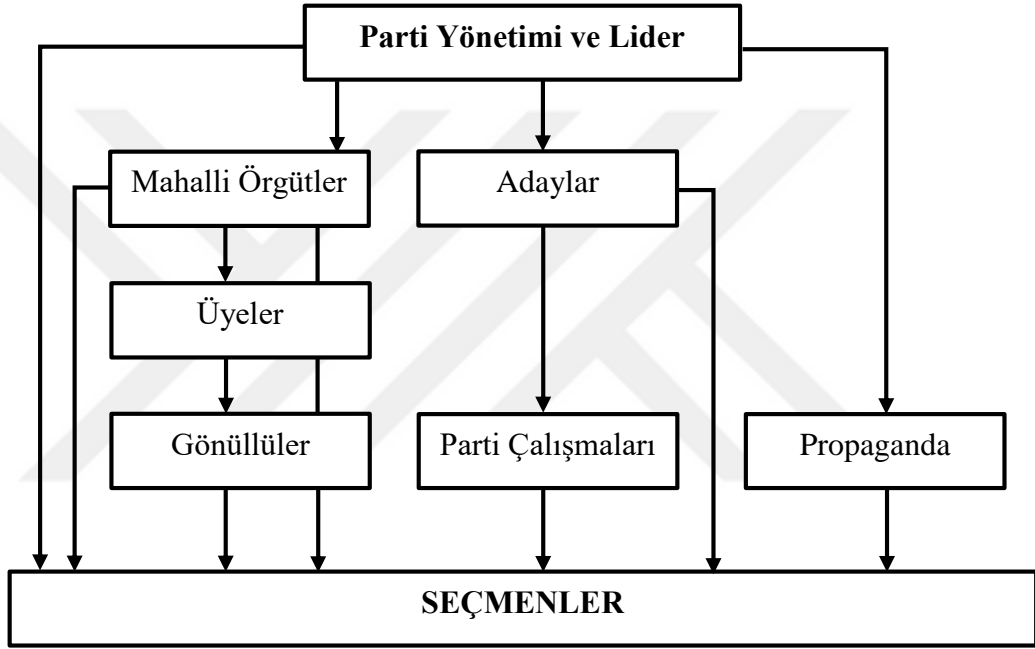 Parti Yönetimi ve Lider
Mahalli Örgütler
Adaylar
Üyeler
Gönüllüler
Parti Çalışmaları
Propaganda
SEÇMENLER